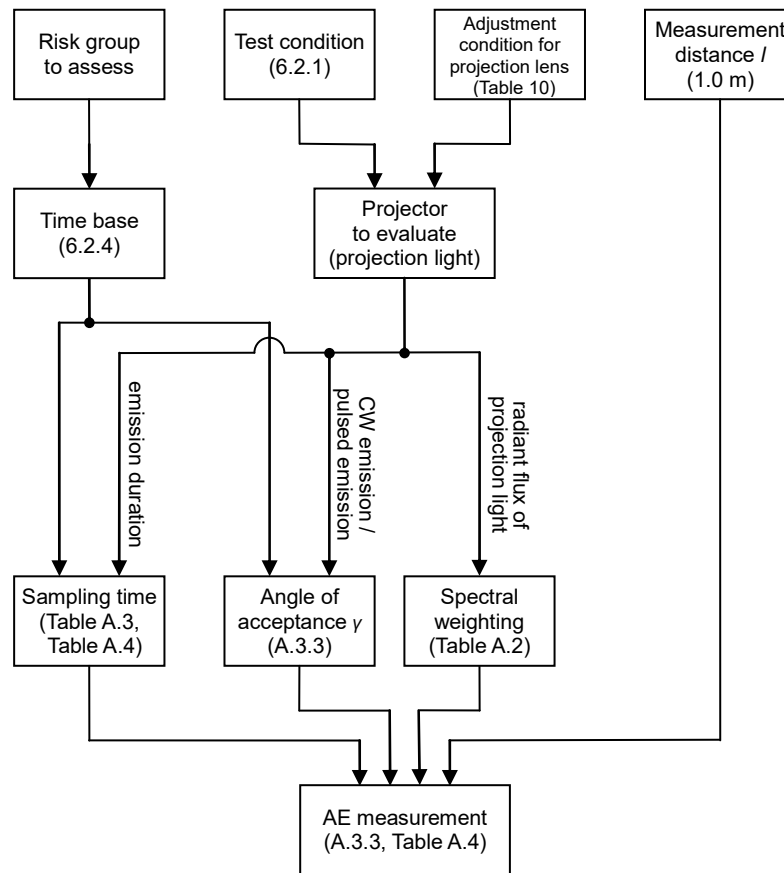 Risk group
to assess
Test condition
(6.2.1)
Adjustment
condition for
projection lens
(Table 10)
Measurement
distance l
(1.0 m)
Time base
(6.2.4)
Projector
to evaluate
(projection light)
emission duration
CW emission /
pulsed emission
radiant flux of
projection light
Sampling time
(Table A.3,
Table A.4)
Angle of
acceptance γ
(A.3.3)
Spectral
weighting
(Table A.2)
AE measurement
(A.3.3, Table A.4)